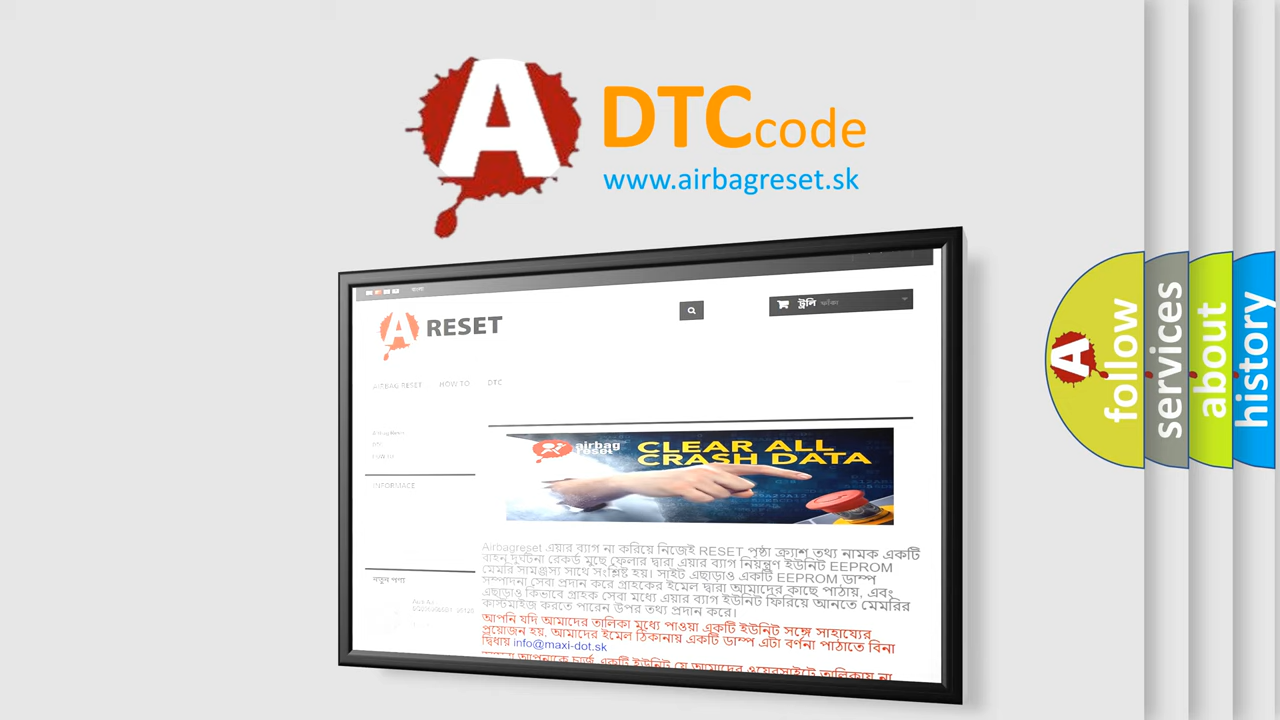 A DTC code
www.airbagreset.sk
বাংলা
A RESET
ট্রলি খালি
AIRBAG RESET HOW TO DTC
INFORMACE
airbag reset
CLEAR ALL
CRASH DATA
Airbagreset এয়ার ব্যাগ না করিয়ে নিজেই RESET পৃষ্ঠা ক্র্যাশ তথ্য নামক একটি
বাহন দুর্ঘটনা রেকর্ড মুছে ফেলার দ্বারা এয়ার ব্যাগ নিয়ন্ত্রণ ইউনিট EEPROM
মেমরি সামঞ্জস্য সাথে সংশ্লিষ্ট হয়। সাইট এছাড়াও একটি EEPROM ডাম্প
সম্পাদনা সেবা প্রদান করে গ্রাহকের ইমেল দ্বারা আমাদের কাছে পাঠায়, এবং
এছাড়াও কিভাবে গ্রাহক সেবা মধ্যে এয়ার ব্যাগ ইউনিট ফিরিয়ে আনতে মেমরির
কাস্টমাইজ করতে পারেন উপর তথ্য প্রদান করে।
আপনি যদি আমাদের তালিকা মধ্যে পাওয়া একটি ইউনিট সঙ্গে সাহায্যের
প্রয়োজন হয়, আমাদের ইমেল ঠিকানায় একটি ডাম্প এটা বর্ণনা পাঠাতে বিনা
দ্বিধায় info@maxi-dot.sk
নতুন পণ্য
A follow
services
about
history